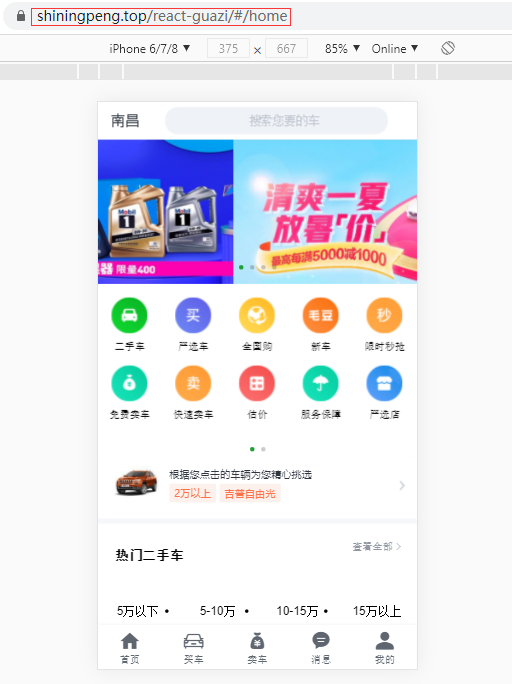 shiningpeng.top/react-guazi/#/home
iPhone 6/7/8 ▼ 375 × 667 85% ▼ Online ▼
南昌 搜索您要的车
Mobil 1 Mobil 1
限量400
清爽一夏
放暑「价」
最高每满5000减1000
买 毛豆 秒
二手车 严选车 全国购 新车 限时秒抢
卖
免费卖车 快速卖车 估价 服务保障 严选店
根据您点击的车辆为您精心挑选
2万以上 吉普自由光
热门二手车 查看全部
5万以下 • 5-10万 • 10-15万 • 15万以上
首页 买车 卖车 消息 我的